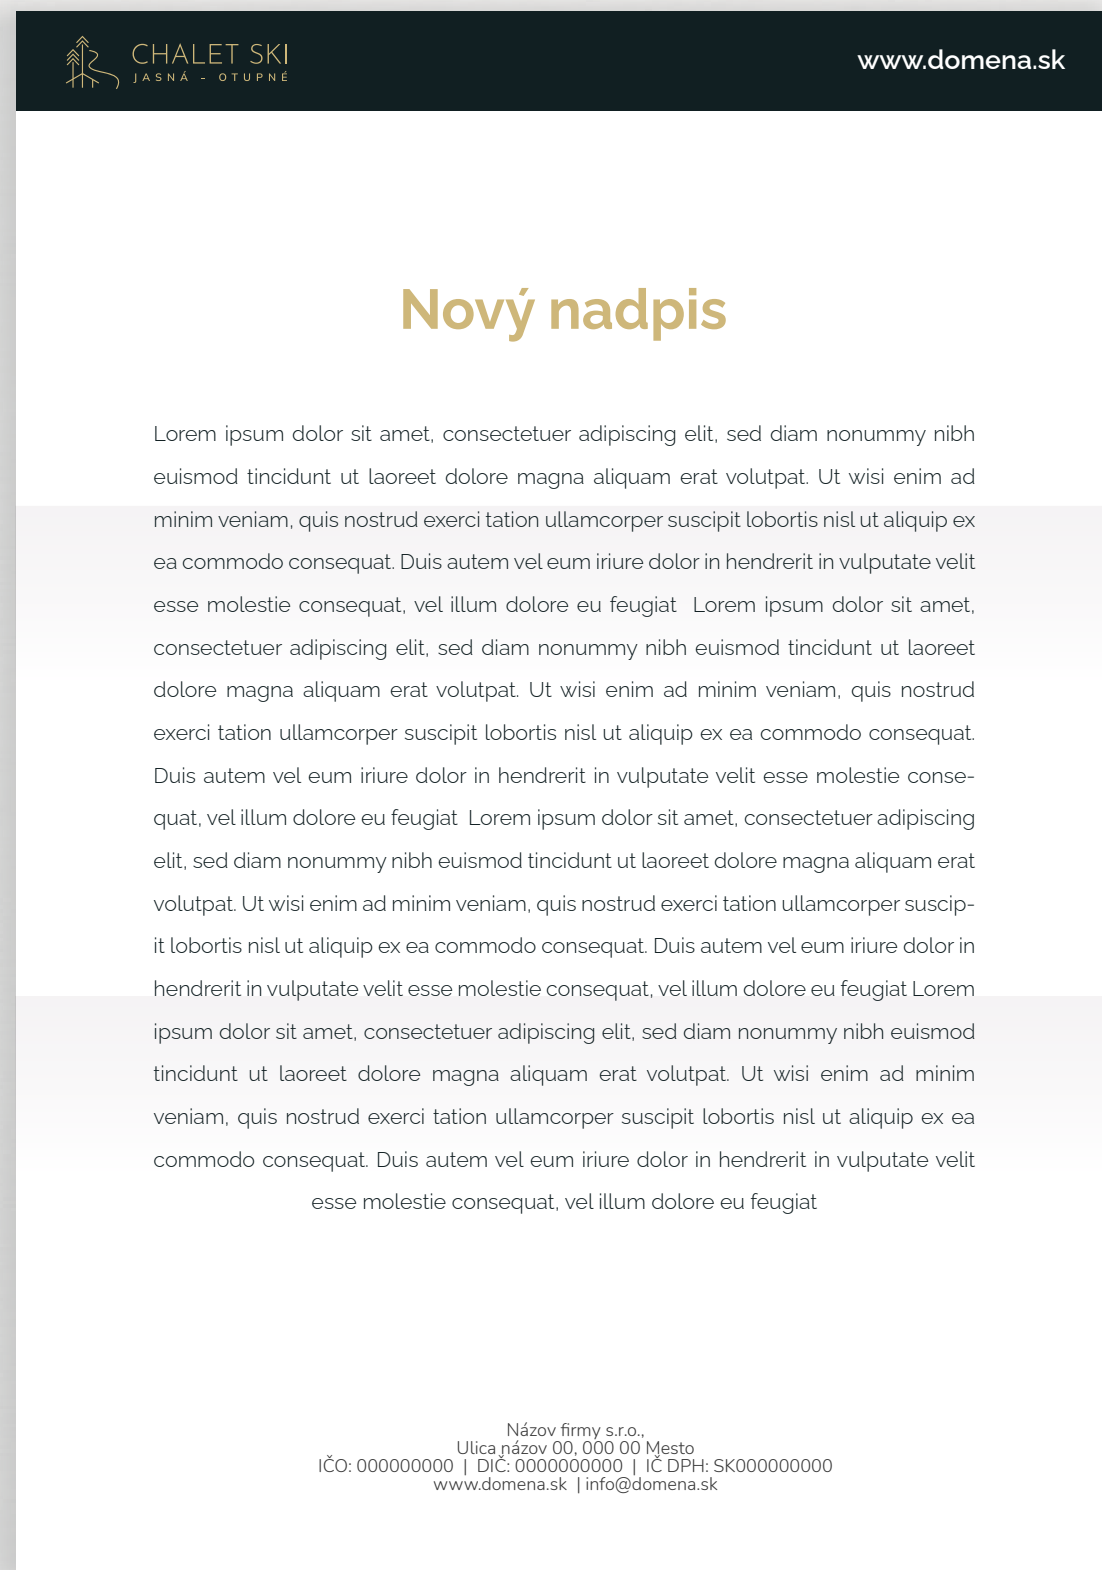 CHALET SKI
JASNÁ - OTUPNÉ
www.domena.sk
Nový nadpis
Lorem ipsum dolor sit amet, consectetuer adipiscing elit, sed diam nonummy nibh
euismod tincidunt ut laoreet dolore magna aliquam erat volutpat. Ut wisi enim ad
minim veniam, quis nostrud exerci tation ullamcorper suscipit lobortis nisl ut aliquip ex
ea commodo consequat. Duis autem vel eum iriure dolor in hendrerit in vulputate velit
esse molestie consequat, vel illum dolore eu feugiat  Lorem ipsum dolor sit amet,
consectetuer adipiscing elit, sed diam nonummy nibh euismod tincidunt ut laoreet
dolore magna aliquam erat volutpat. Ut wisi enim ad minim veniam, quis nostrud
exerci tation ullamcorper suscipit lobortis nisl ut aliquip ex ea commodo consequat.
Duis autem vel eum iriure dolor in hendrerit in vulputate velit esse molestie conse-
quat, vel illum dolore eu feugiat  Lorem ipsum dolor sit amet, consectetuer adipiscing
elit, sed diam nonummy nibh euismod tincidunt ut laoreet dolore magna aliquam erat
volutpat. Ut wisi enim ad minim veniam, quis nostrud exerci tation ullamcorper suscip-
it lobortis nisl ut aliquip ex ea commodo consequat. Duis autem vel eum iriure dolor in
hendrerit in vulputate velit esse molestie consequat, vel illum dolore eu feugiat Lorem
ipsum dolor sit amet, consectetuer adipiscing elit, sed diam nonummy nibh euismod
tincidunt ut laoreet dolore magna aliquam erat volutpat. Ut wisi enim ad minim
veniam, quis nostrud exerci tation ullamcorper suscipit lobortis nisl ut aliquip ex ea
commodo consequat. Duis autem vel eum iriure dolor in hendrerit in vulputate velit
esse molestie consequat, vel illum dolore eu feugiat
Názov firmy s.r.o.,
Ulica názov 00, 000 00 Mesto
IČO: 000000000 | DIČ: 0000000000 | IČ DPH: SK000000000
www.domena.sk | info@domena.sk